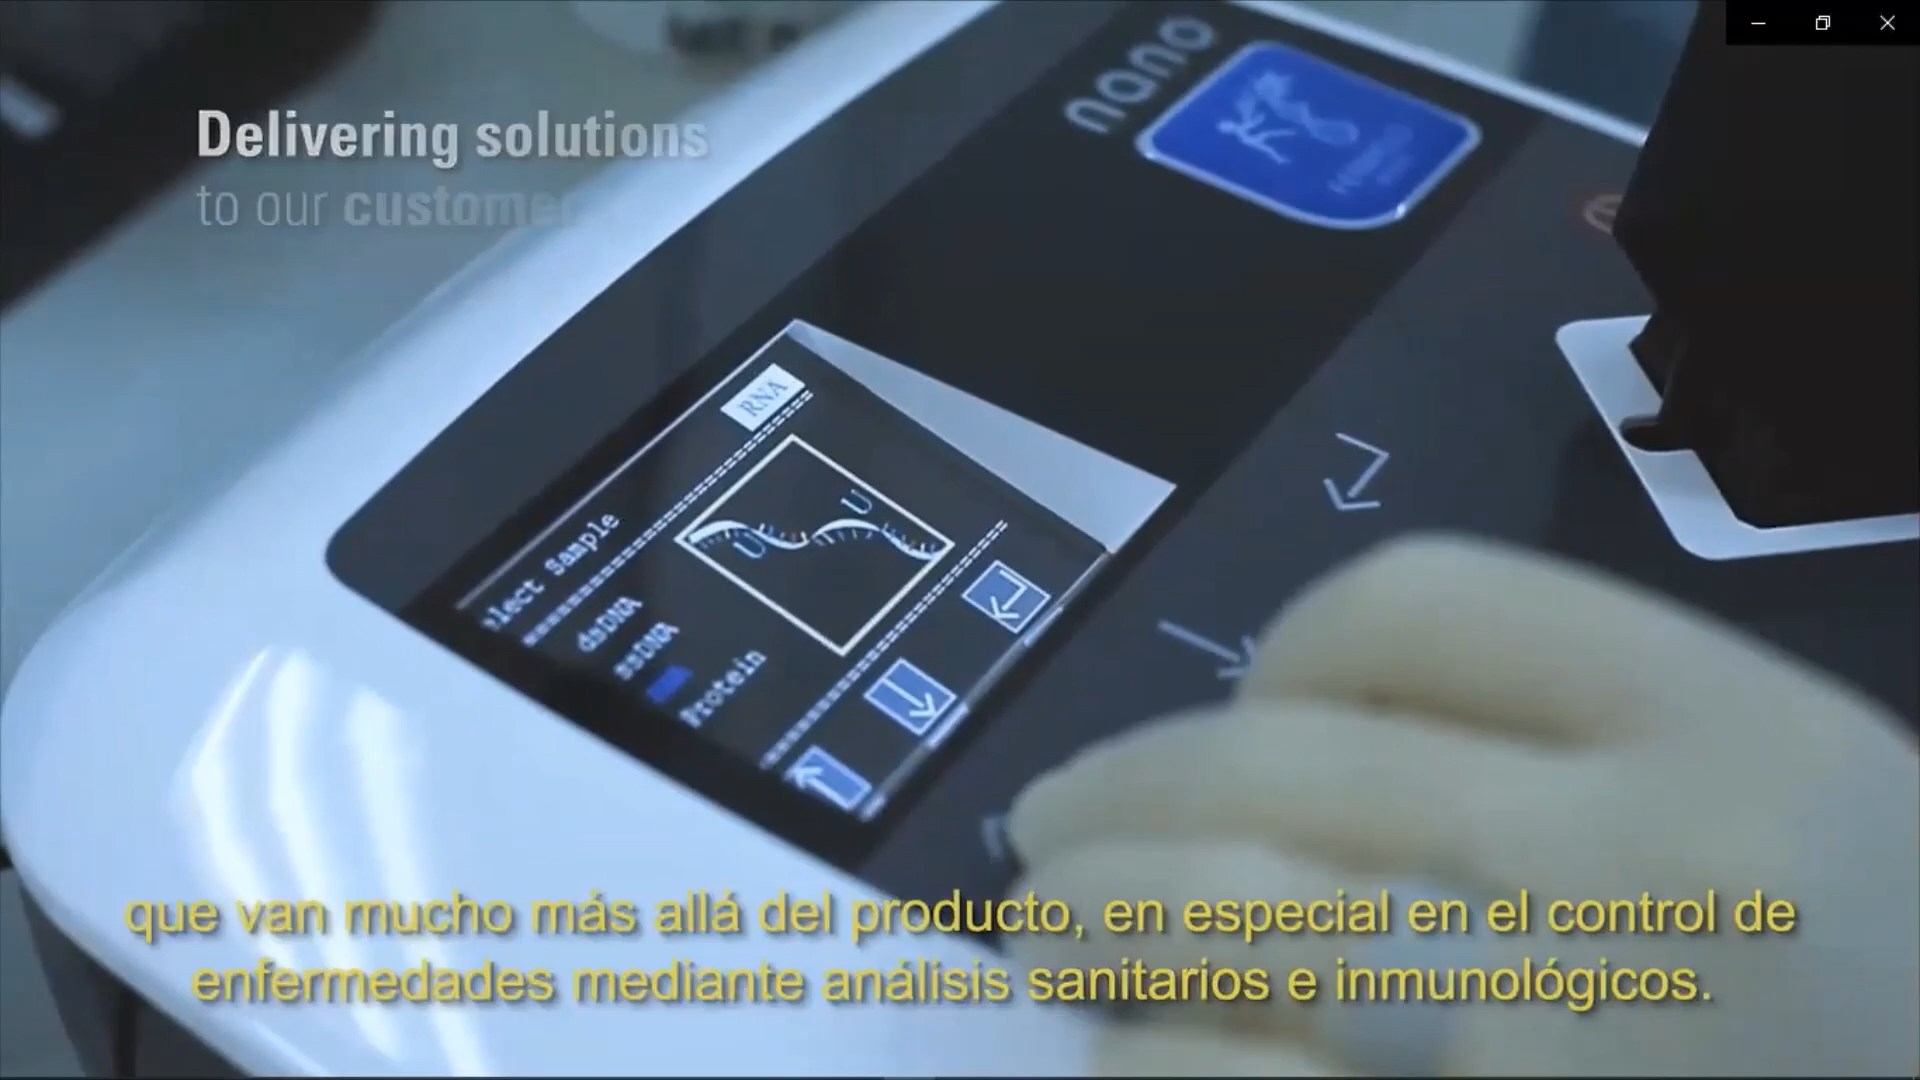 Delivering solutions
to our customer
nano
RNA
U
U
Select Sample
dsDNA
ssDNA
Protein
que van mucho más allá del producto, en especial en el control de
enfermedades mediante análisis sanitarios e inmunológicos.